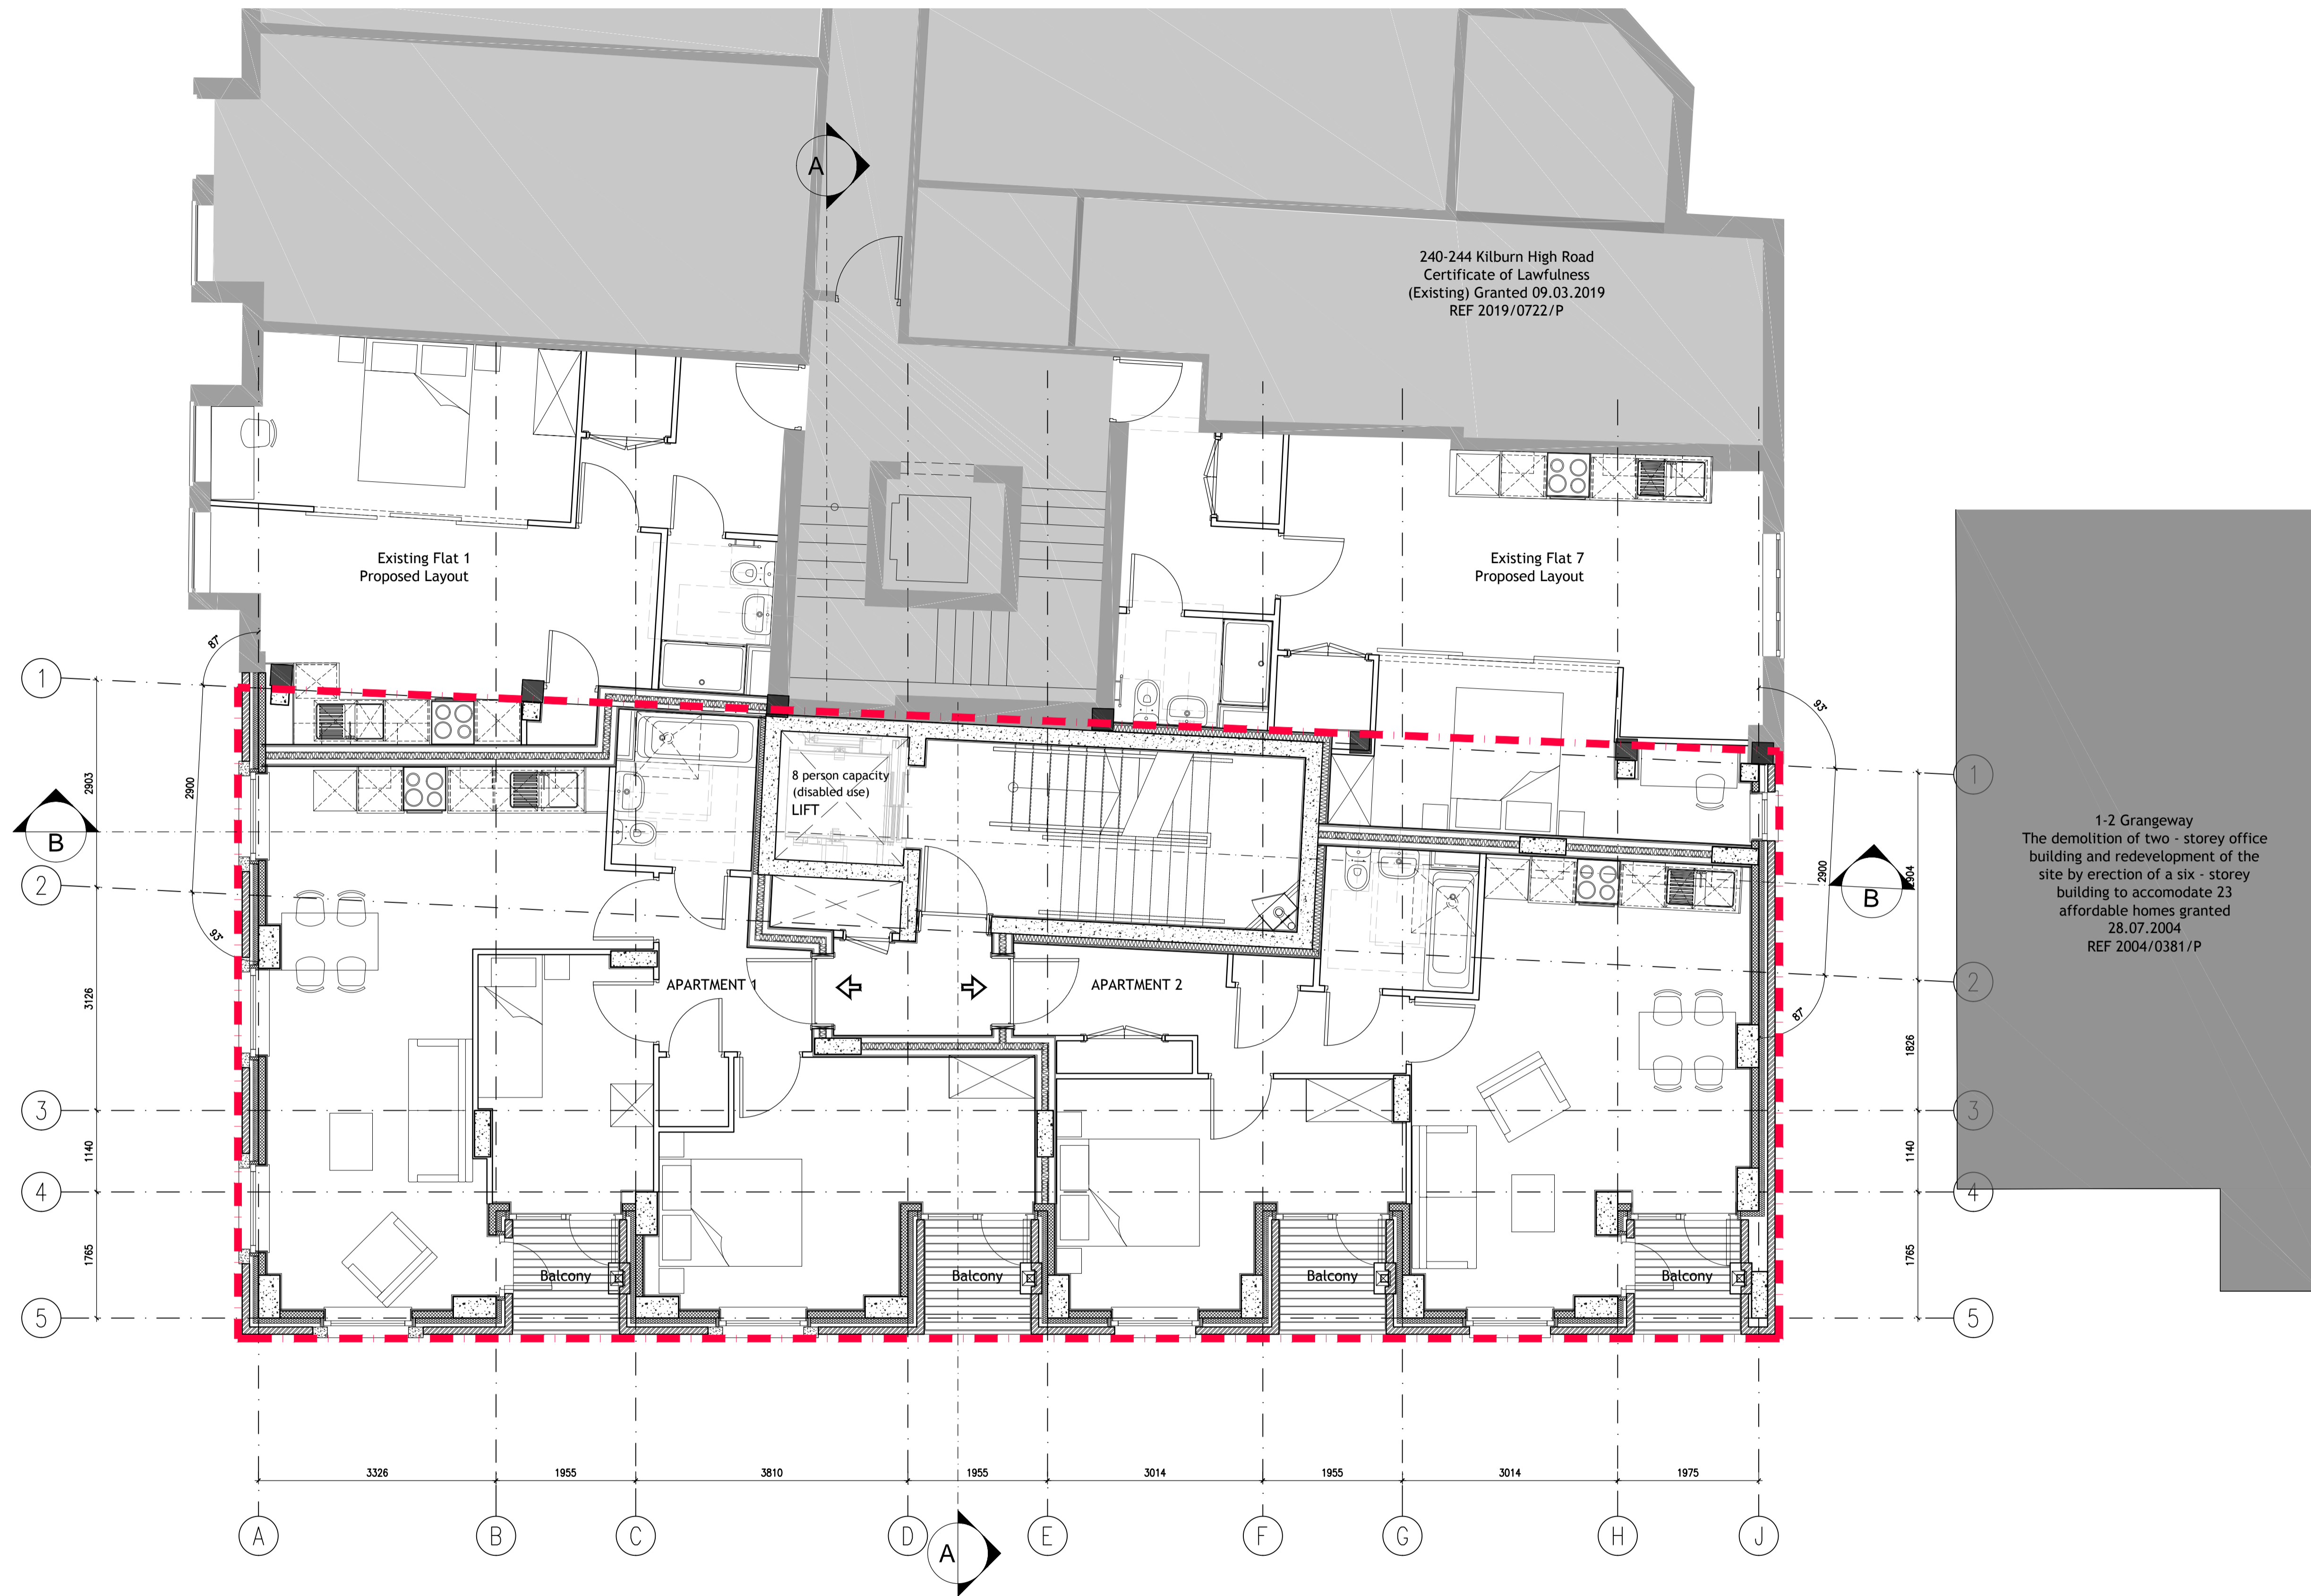 A
240-244 Kilburn High Road
Certificate of Lawfulness
(Existing) Granted 09.03.2019
REF 2019/0722/P
Existing Flat 1
Proposed Layout
Existing Flat 7
Proposed Layout
87°
93°
1
1
2903
2900
B
2
93°
8 person capacity
(disabled use)
LIFT
2900
2904
B
1-2 Grangeway
The demolition of two - storey office
building and redevelopment of the
site by erection of a six - storey
building to accomodate 23
affordable homes granted
28.07.2004
REF 2004/0381/P
APARTMENT 1
APARTMENT 2
2
87°
3126
1826
3
3
1140
1140
4
4
1765
1765
Balcony
Balcony
Balcony
Balcony
5
5
3326
1955
3810
1955
3014
1955
3014
1975
A
B
C
D
A
E
F
G
H
J